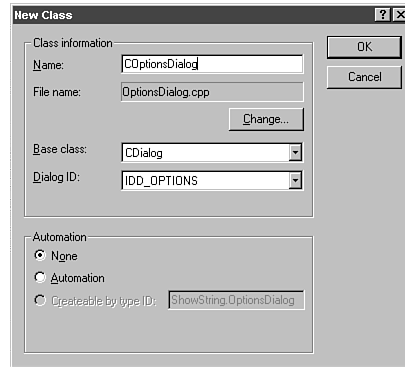 New Class
Class information
Name: COptionsDialog
File name: OptionsDialog.cpp
Change...
Base class: CDialog
Dialog ID: IDD_OPTIONS
OK
Cancel
Automation
None
Automation
Createable by type ID: ShowString.OptionsDialog